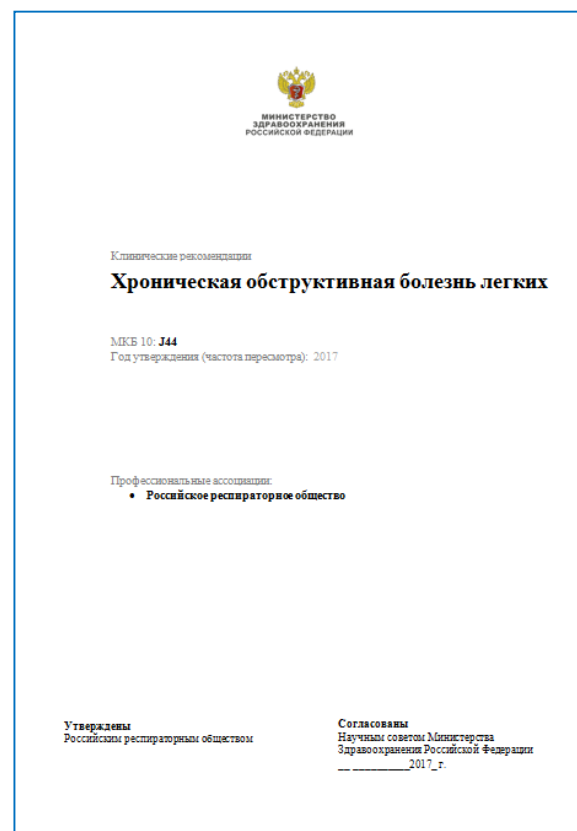 МИНИСТЕРСТВО
ЗДРАВООХРАНЕНИЯ
РОССИЙСКОЙ ФЕДЕРАЦИИ
Клинические рекомендации
Хроническая обструктивная болезнь легких
МКБ 10: J44
Год утверждения (частота пересмотра): 2017
Профессиональные ассоциации:
• Российское респираторное общество
Утверждены
Российским респираторным обществом
Согласованы
Научным советом Министерства
Здравоохранения Российской Федерации
__ __________2017_ г.